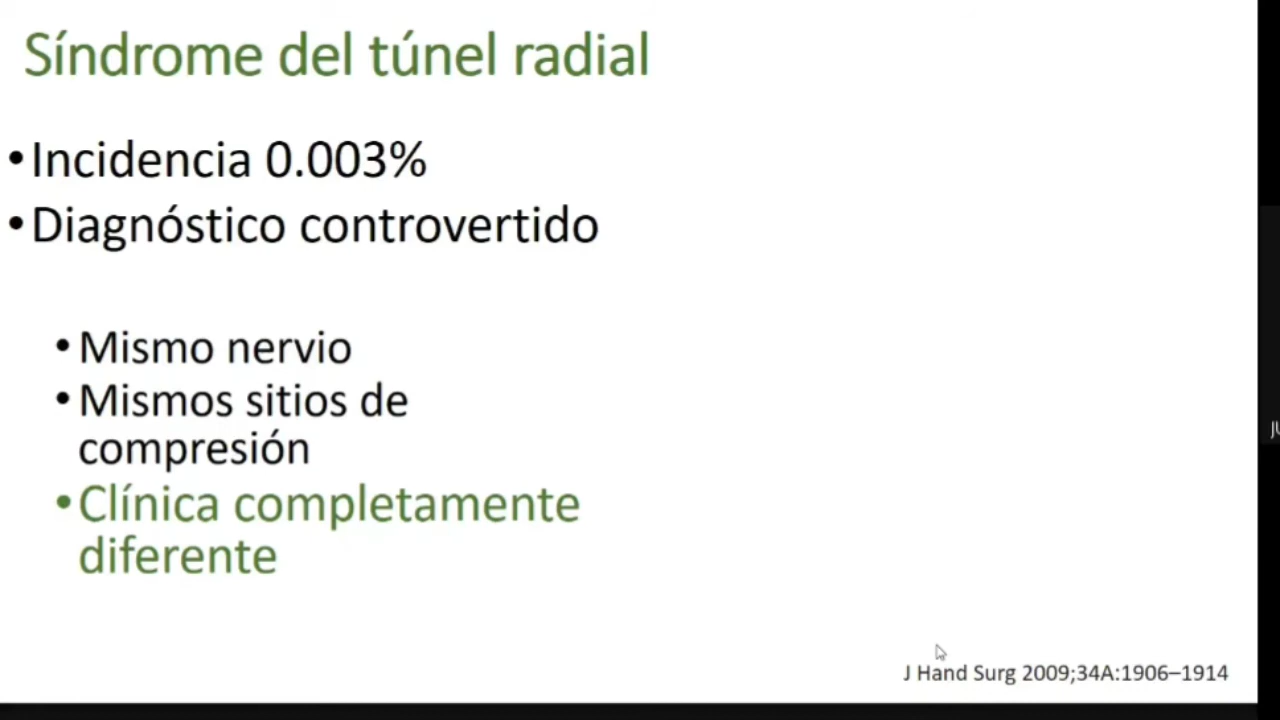 Síndrome del túnel radial
•Incidencia 0.003%
•Diagnóstico controvertido
•Mismo nervio
•Mismos sitios de
compresión
•Clínica completamente
diferente
J Hand Surg 2009;34A:1906–1914